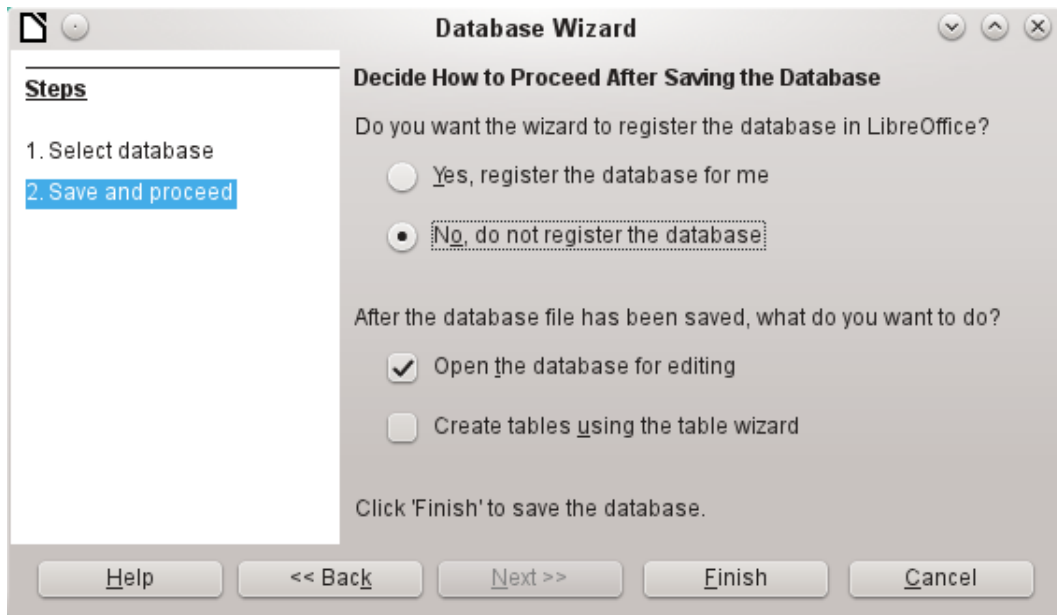 Database Wizard
Steps
1. Select database
2. Save and proceed
Decide How to Proceed After Saving the Database
Do you want the wizard to register the database in LibreOffice?
Yes, register the database for me
No, do not register the database
After the database file has been saved, what do you want to do?
Open the database for editing
Create tables using the table wizard
Click 'Finish' to save the database.
Help
<< Back
Next >>
Finish
Cancel